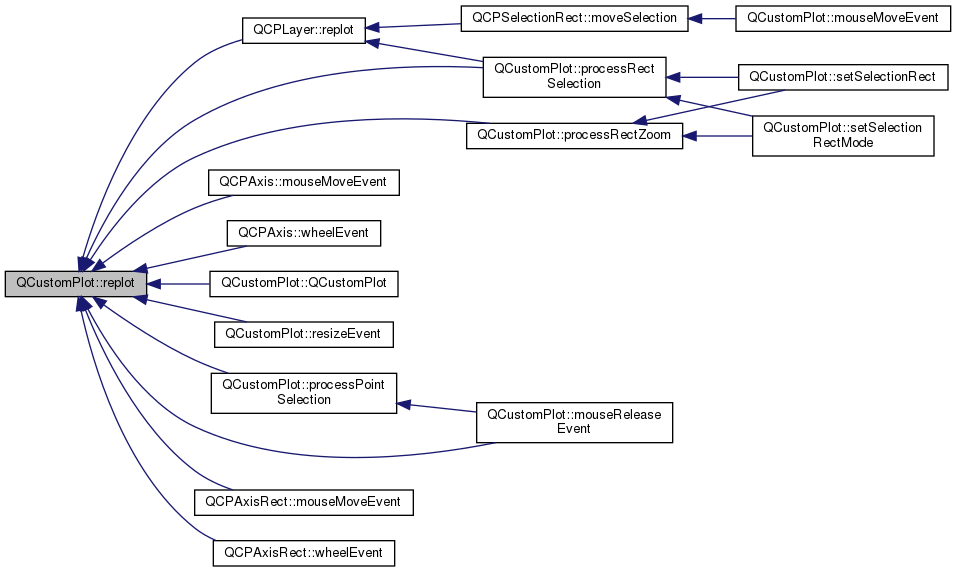 QCPLayer::replot
QCPSelectionRect::moveSelection
QCustomPlot::mouseMoveEvent
QCustomPlot::processRect
Selection
QCustomPlot::setSelectionRect
QCustomPlot::processRectZoom
QCustomPlot::setSelection
RectMode
QCPAxis::mouseMoveEvent
QCPAxis::wheelEvent
QCustomPlot::replot
QCustomPlot::QCustomPlot
QCustomPlot::resizeEvent
QCustomPlot::processPoint
Selection
QCustomPlot::mouseRelease
Event
QCPAxisRect::mouseMoveEvent
QCPAxisRect::wheelEvent